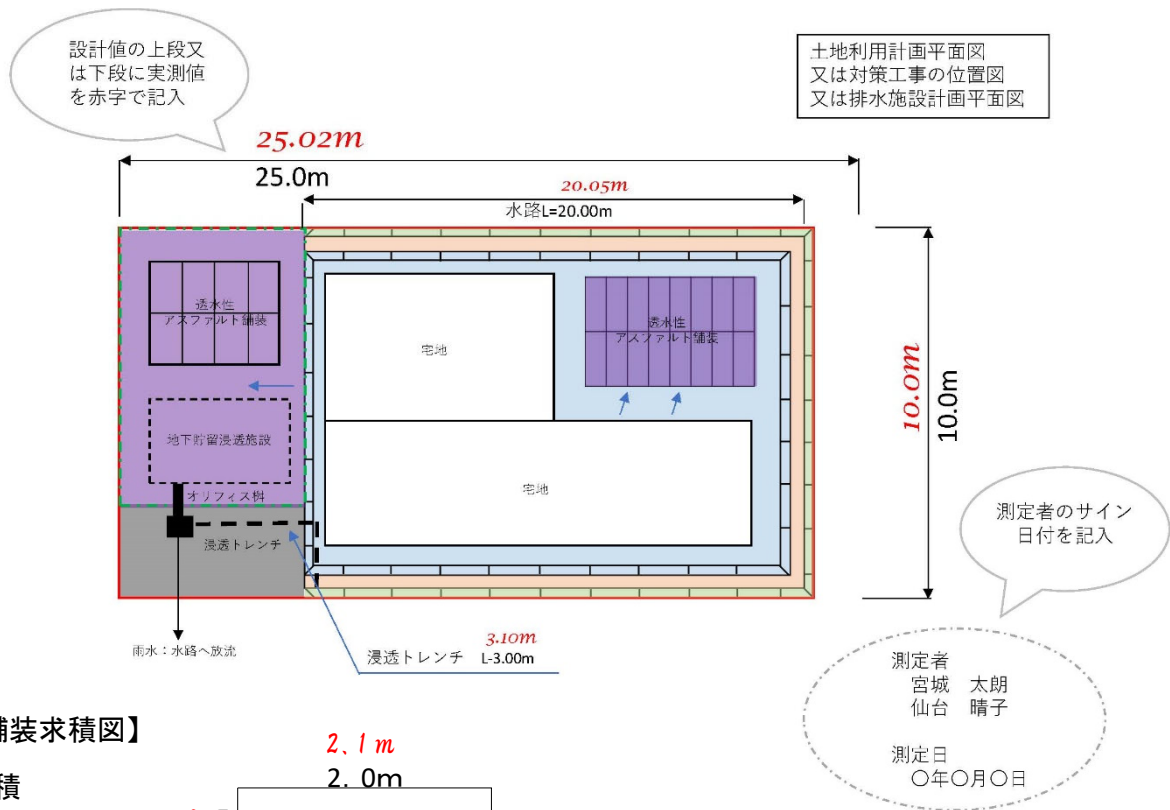 設計値の上段又
は下段に実測値
を赤字で記入
土地利用計画平面図
又は対策工事の位置図
又は排水施設計画平面図
25.02m
25.0m
20.05m
水路L=20.00m
透水性
アスファルト舗装
宅地
透水性
アスファルト舗装
10.0m
10.0m
地下貯留浸透施設
宅地
オリフィス桝
浸透トレンチ
測定者のサイン
日付を記入
雨水：水路へ放流
3.10m
浸透トレンチ L-3.00m
測定者
宮城 太朗
仙台 晴子
測定日
〇年〇月〇日
舗装求積図】
積
2.1m
2.0m